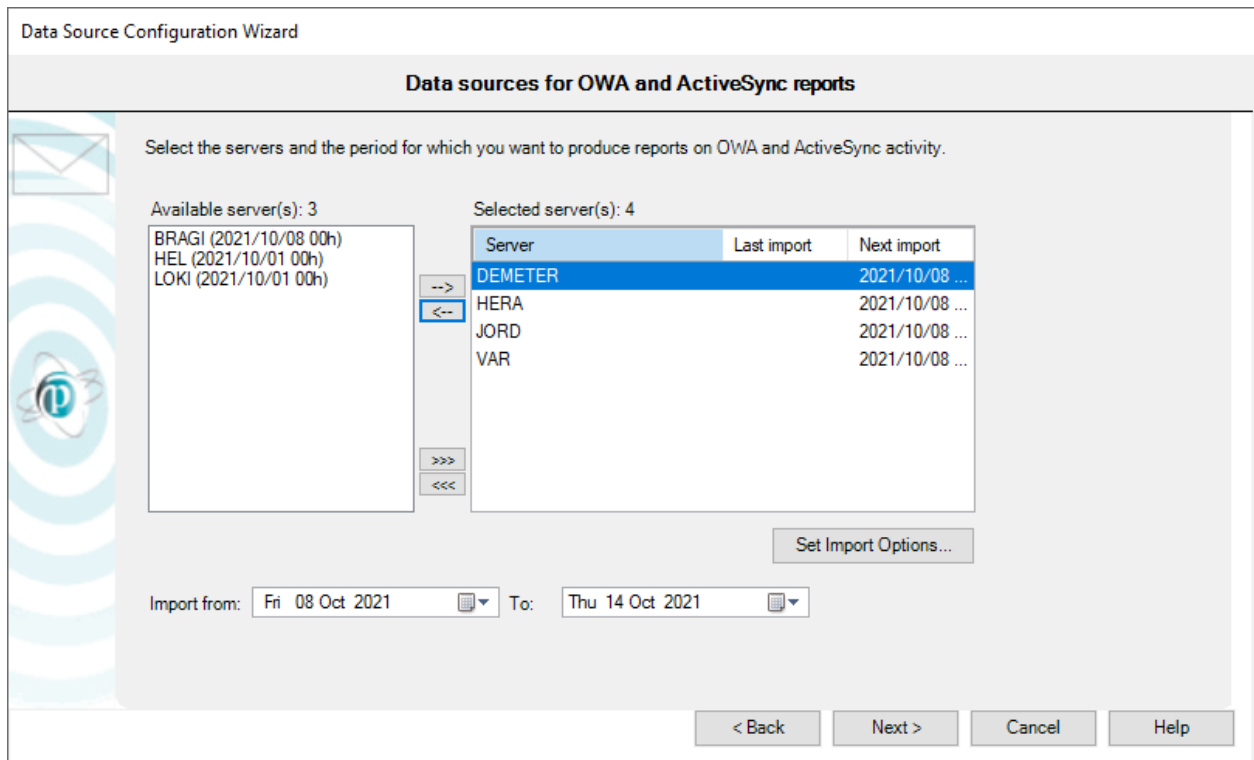 Data Source Configuration Wizard
Data sources for OWA and ActiveSync reports
Select the servers and the period for which you want to produce reports on OWA and ActiveSync activity.
Available server(s): 3
Selected server(s): 4
BRAGI (2021/10/08 00h)
HEL (2021/10/01 00h)
LOKI (2021/10/01 00h)
-->
<--
>>>
<<<
Server Last import Next import
DEMETER 2021/10/08 ...
HERA 2021/10/08 ...
JORD 2021/10/08 ...
VAR 2021/10/08 ...
Set Import Options...
Import from: Fri 08 Oct 2021 To: Thu 14 Oct 2021
< Back Next > Cancel Help